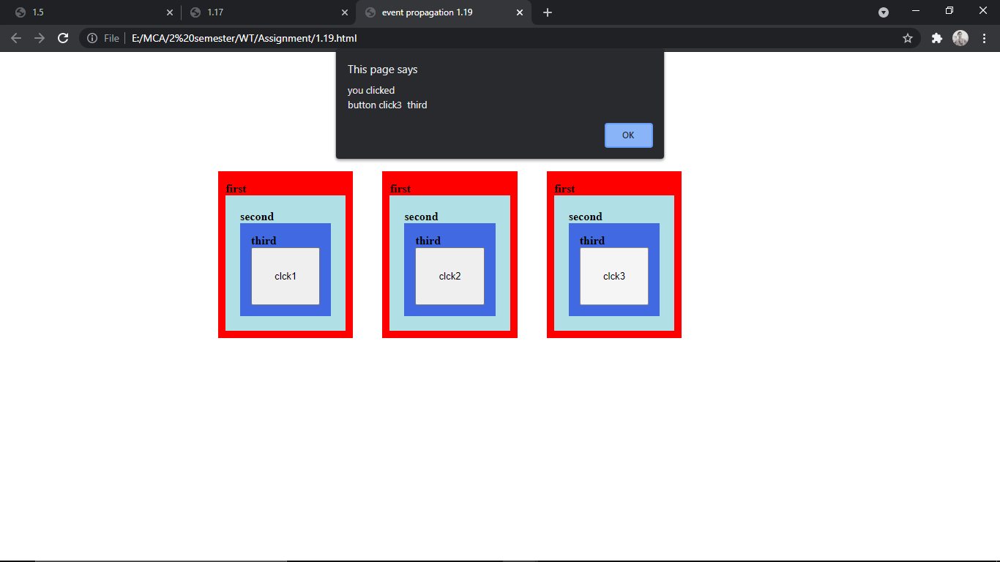 1.5
1.17
event propagation 1.19
File
E:/MCA/2%20semester/WT/Assignment/1.19.html
This page says
you clicked
button click3 third
OK
first first first
second second second
third third third
clck1 clck2 clck3